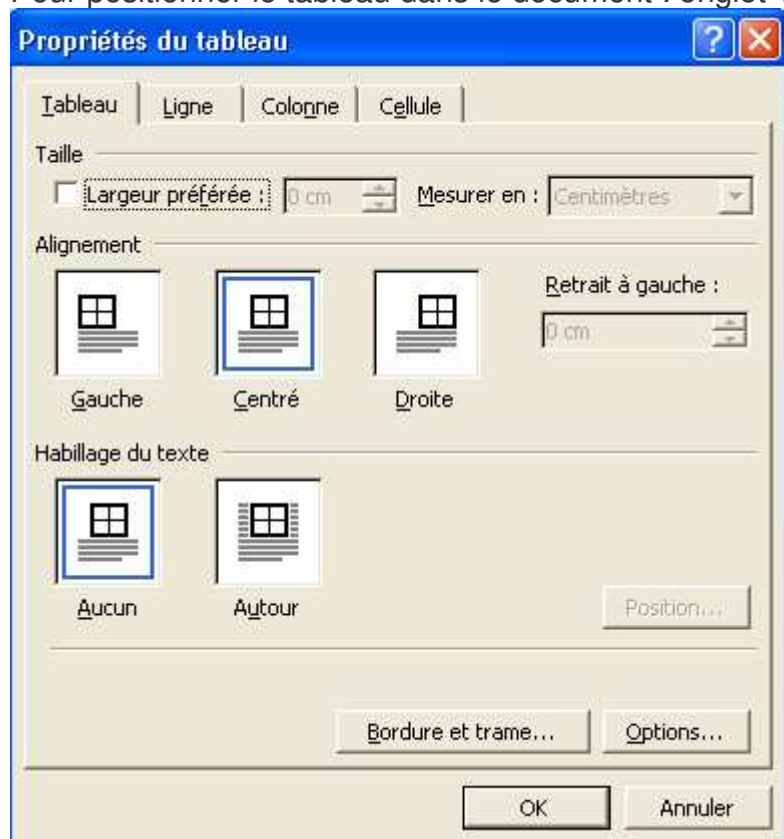 Pour positionner le tableau dans le document : onglet
Propriétés du tableau
Tableau Ligne Colonne Cellule
Taille
Largeur préférée : 0 cm Mesurer en : Centimètres
Alignement
Retrait à gauche :
0 cm
Gauche Centré Droite
Habillage du texte
Aucun Autour Position...
Bordure et trame... Options...
OK Annuler